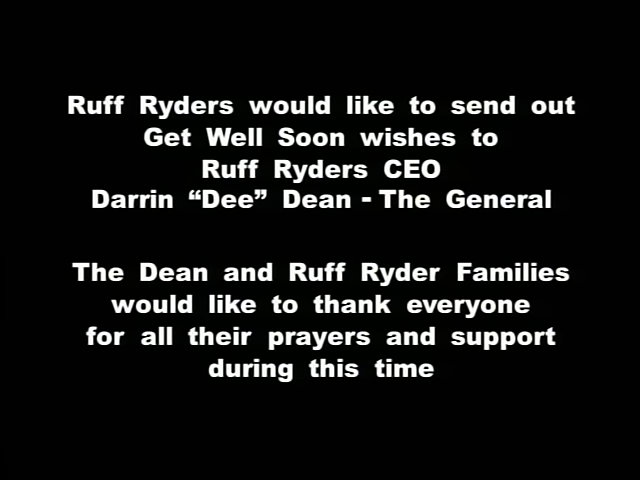 Ruff Ryders would like to send out
Get Well Soon wishes to
Ruff Ryders CEO
Darrin “Dee” Dean - The General
The Dean and Ruff Ryder Families
would like to thank everyone
for all their prayers and support
during this time